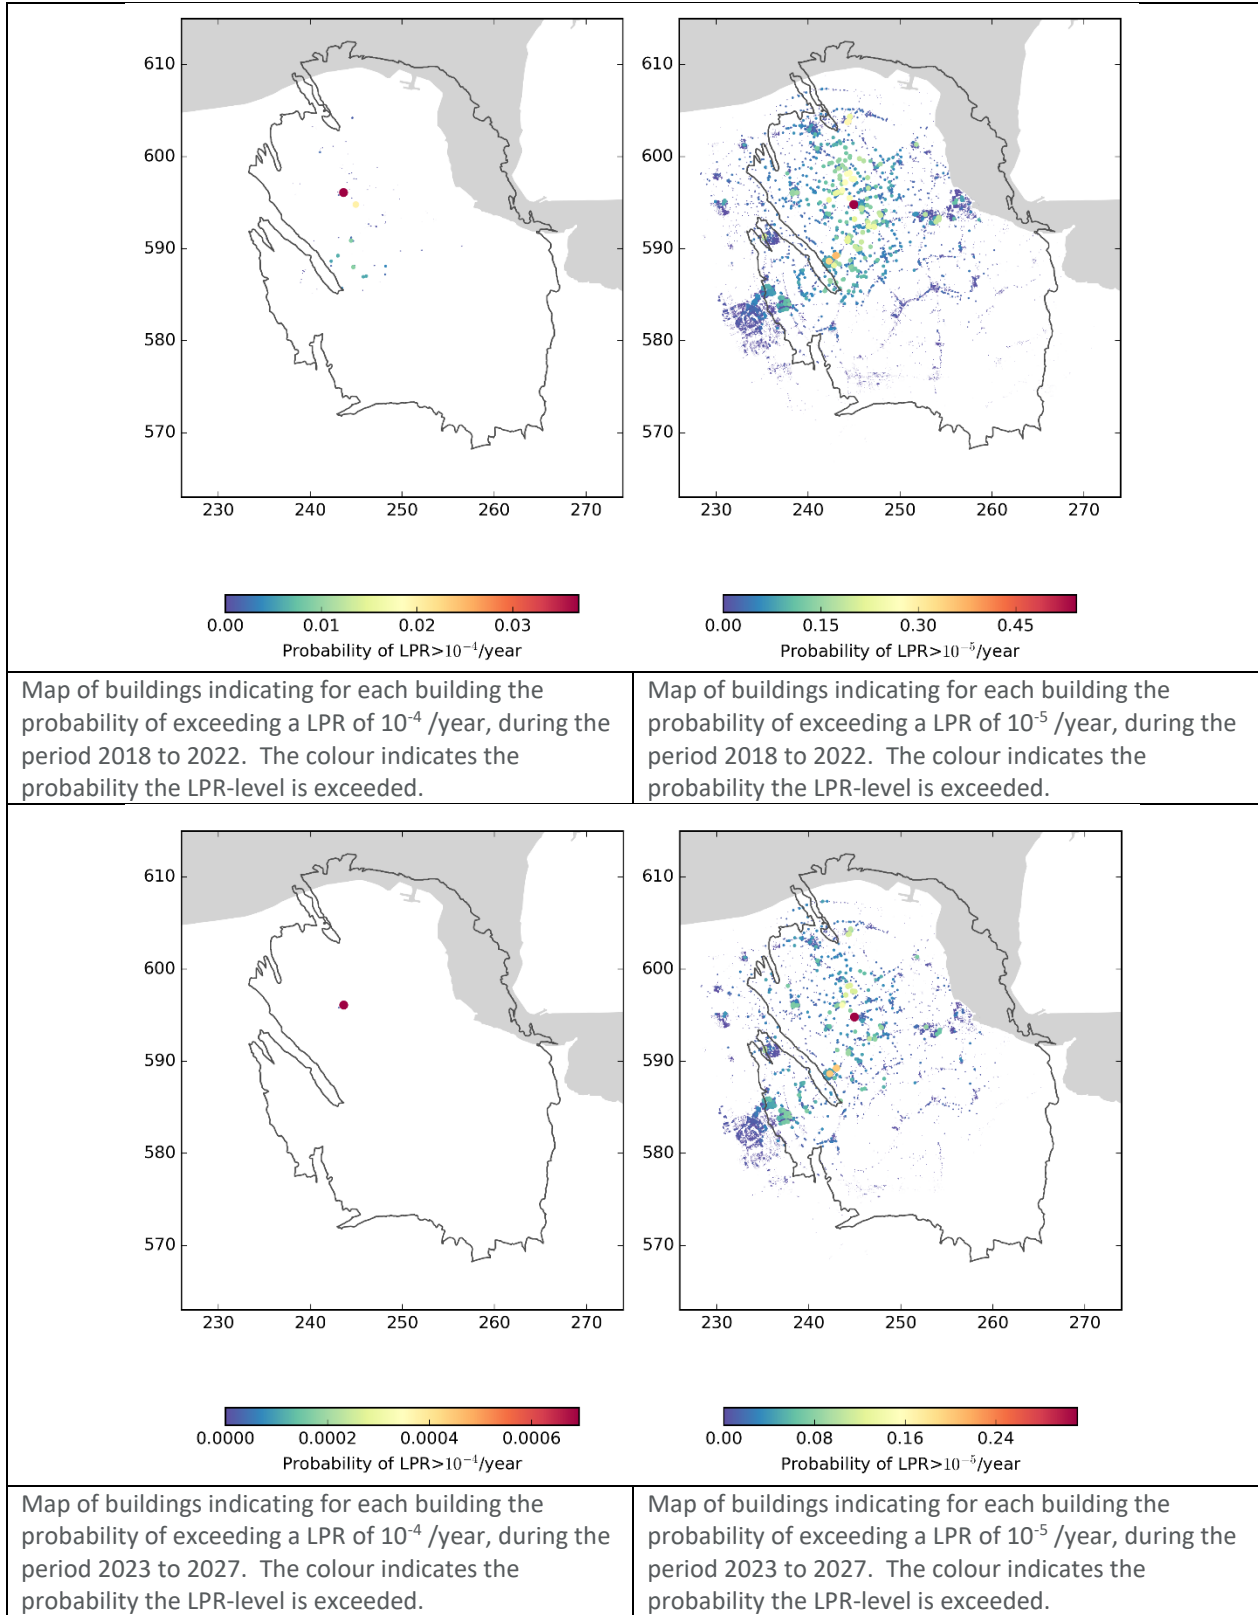 610
600
590
580
570
230 240 250 260 270
610
600
590
580
570
230 240 250 260 270
0.00 0.01 0.02 0.03
Probability of LPR>10⁻⁴/year
0.00 0.15 0.30 0.45
Probability of LPR>10⁻⁵/year
Map of buildings indicating for each building the
probability of exceeding a LPR of 10⁻⁴ /year, during the
period 2018 to 2022. The colour indicates the
probability the LPR-level is exceeded.
Map of buildings indicating for each building the
probability of exceeding a LPR of 10⁻⁵ /year, during the
period 2018 to 2022. The colour indicates the
probability the LPR-level is exceeded.
610
600
590
580
570
230 240 250 260 270
610
600
590
580
570
230 240 250 260 270
0.0000 0.0002 0.0004 0.0006
Probability of LPR>10⁻⁴/year
0.00 0.08 0.16 0.24
Probability of LPR>10⁻⁵/year
Map of buildings indicating for each building the
probability of exceeding a LPR of 10⁻⁴ /year, during the
period 2023 to 2027. The colour indicates the
probability the LPR-level is exceeded.
Map of buildings indicating for each building the
probability of exceeding a LPR of 10⁻⁵ /year, during the
period 2023 to 2027. The colour indicates the
probability the LPR-level is exceeded.